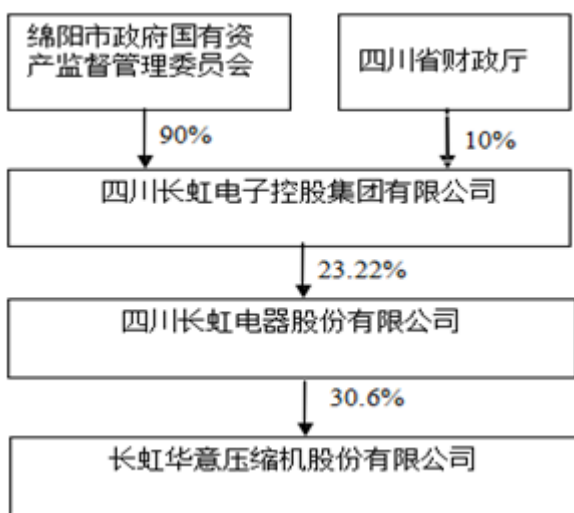 绵阳市政府国有资
产监督管理委员会
四川省财政厅
90%
10%
四川长虹电子控股集团有限公司
23.22%
四川长虹电器股份有限公司
30.6%
长虹华意压缩机股份有限公司